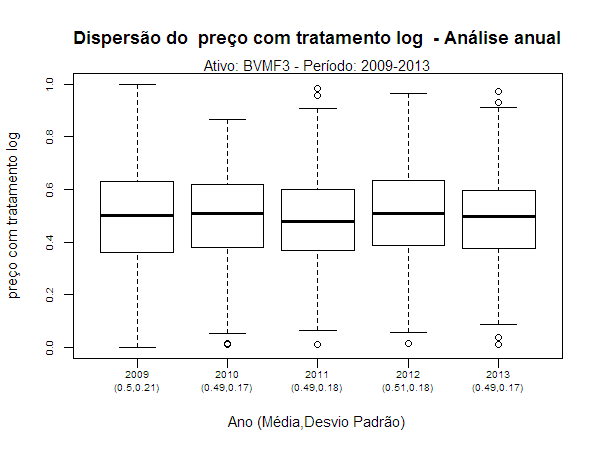 Dispersão do  preço com tratamento log  - Análise anual
Ativo: BVMF3 - Período: 2009-2013
preço com tratamento log
1.0
0.8
0.6
0.4
0.2
0.0
2009 2010 2011 2012 2013
(0.5,0.21) (0.49,0.17) (0.49,0.18) (0.51,0.18) (0.49,0.17)
Ano (Média,Desvio Padrão)